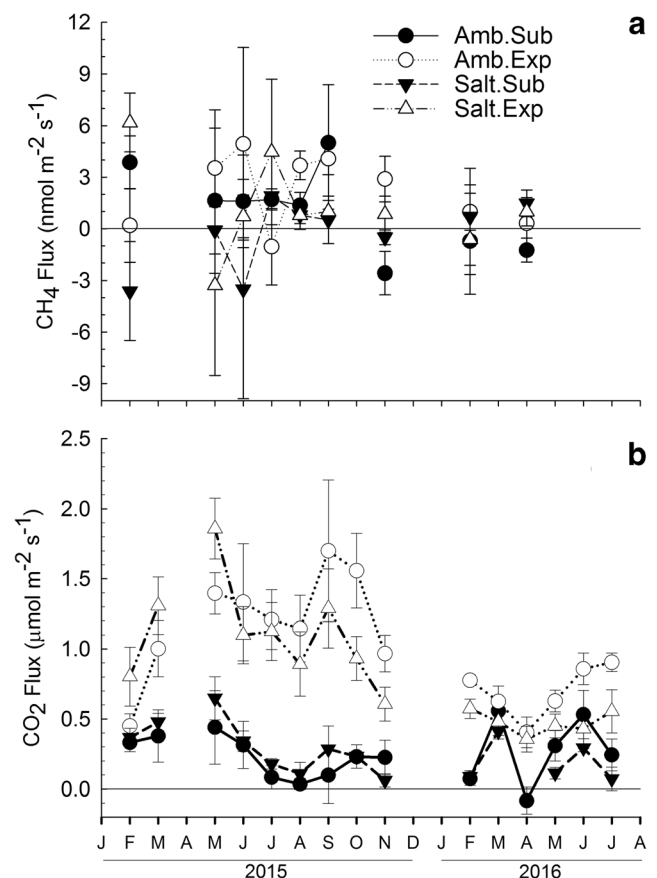 a
Amb.Sub
Amb.Exp
Salt.Sub
Salt.Exp
CH4 Flux (nmol m-2 s-1)
12
9
6
3
0
-3
-6
-9
b
CO2 Flux (μmol m-2 s-1)
2.5
2.0
1.5
1.0
0.5
0.0
J F M A M J J A S O N D J F M A M J J A
2015 2016